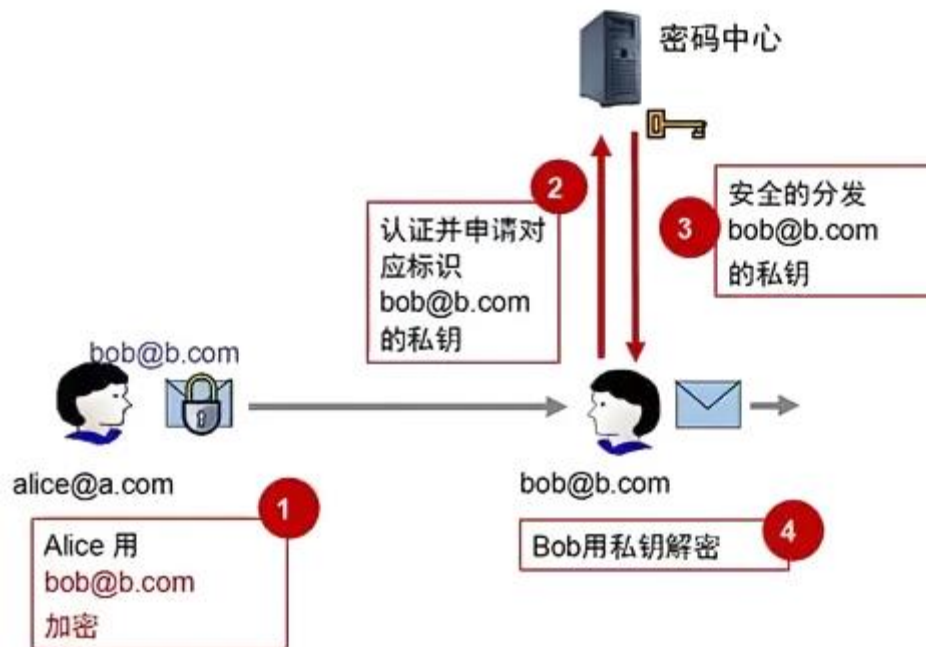 密码中心
2
认证并申请对
应标识
bob@b.com
的私钥
3
安全的分发
bob@b.com
的私钥
bob@b.com
alice@a.com
bob@b.com
1
Alice 用
bob@b.com
加密
4
Bob用私钥解密